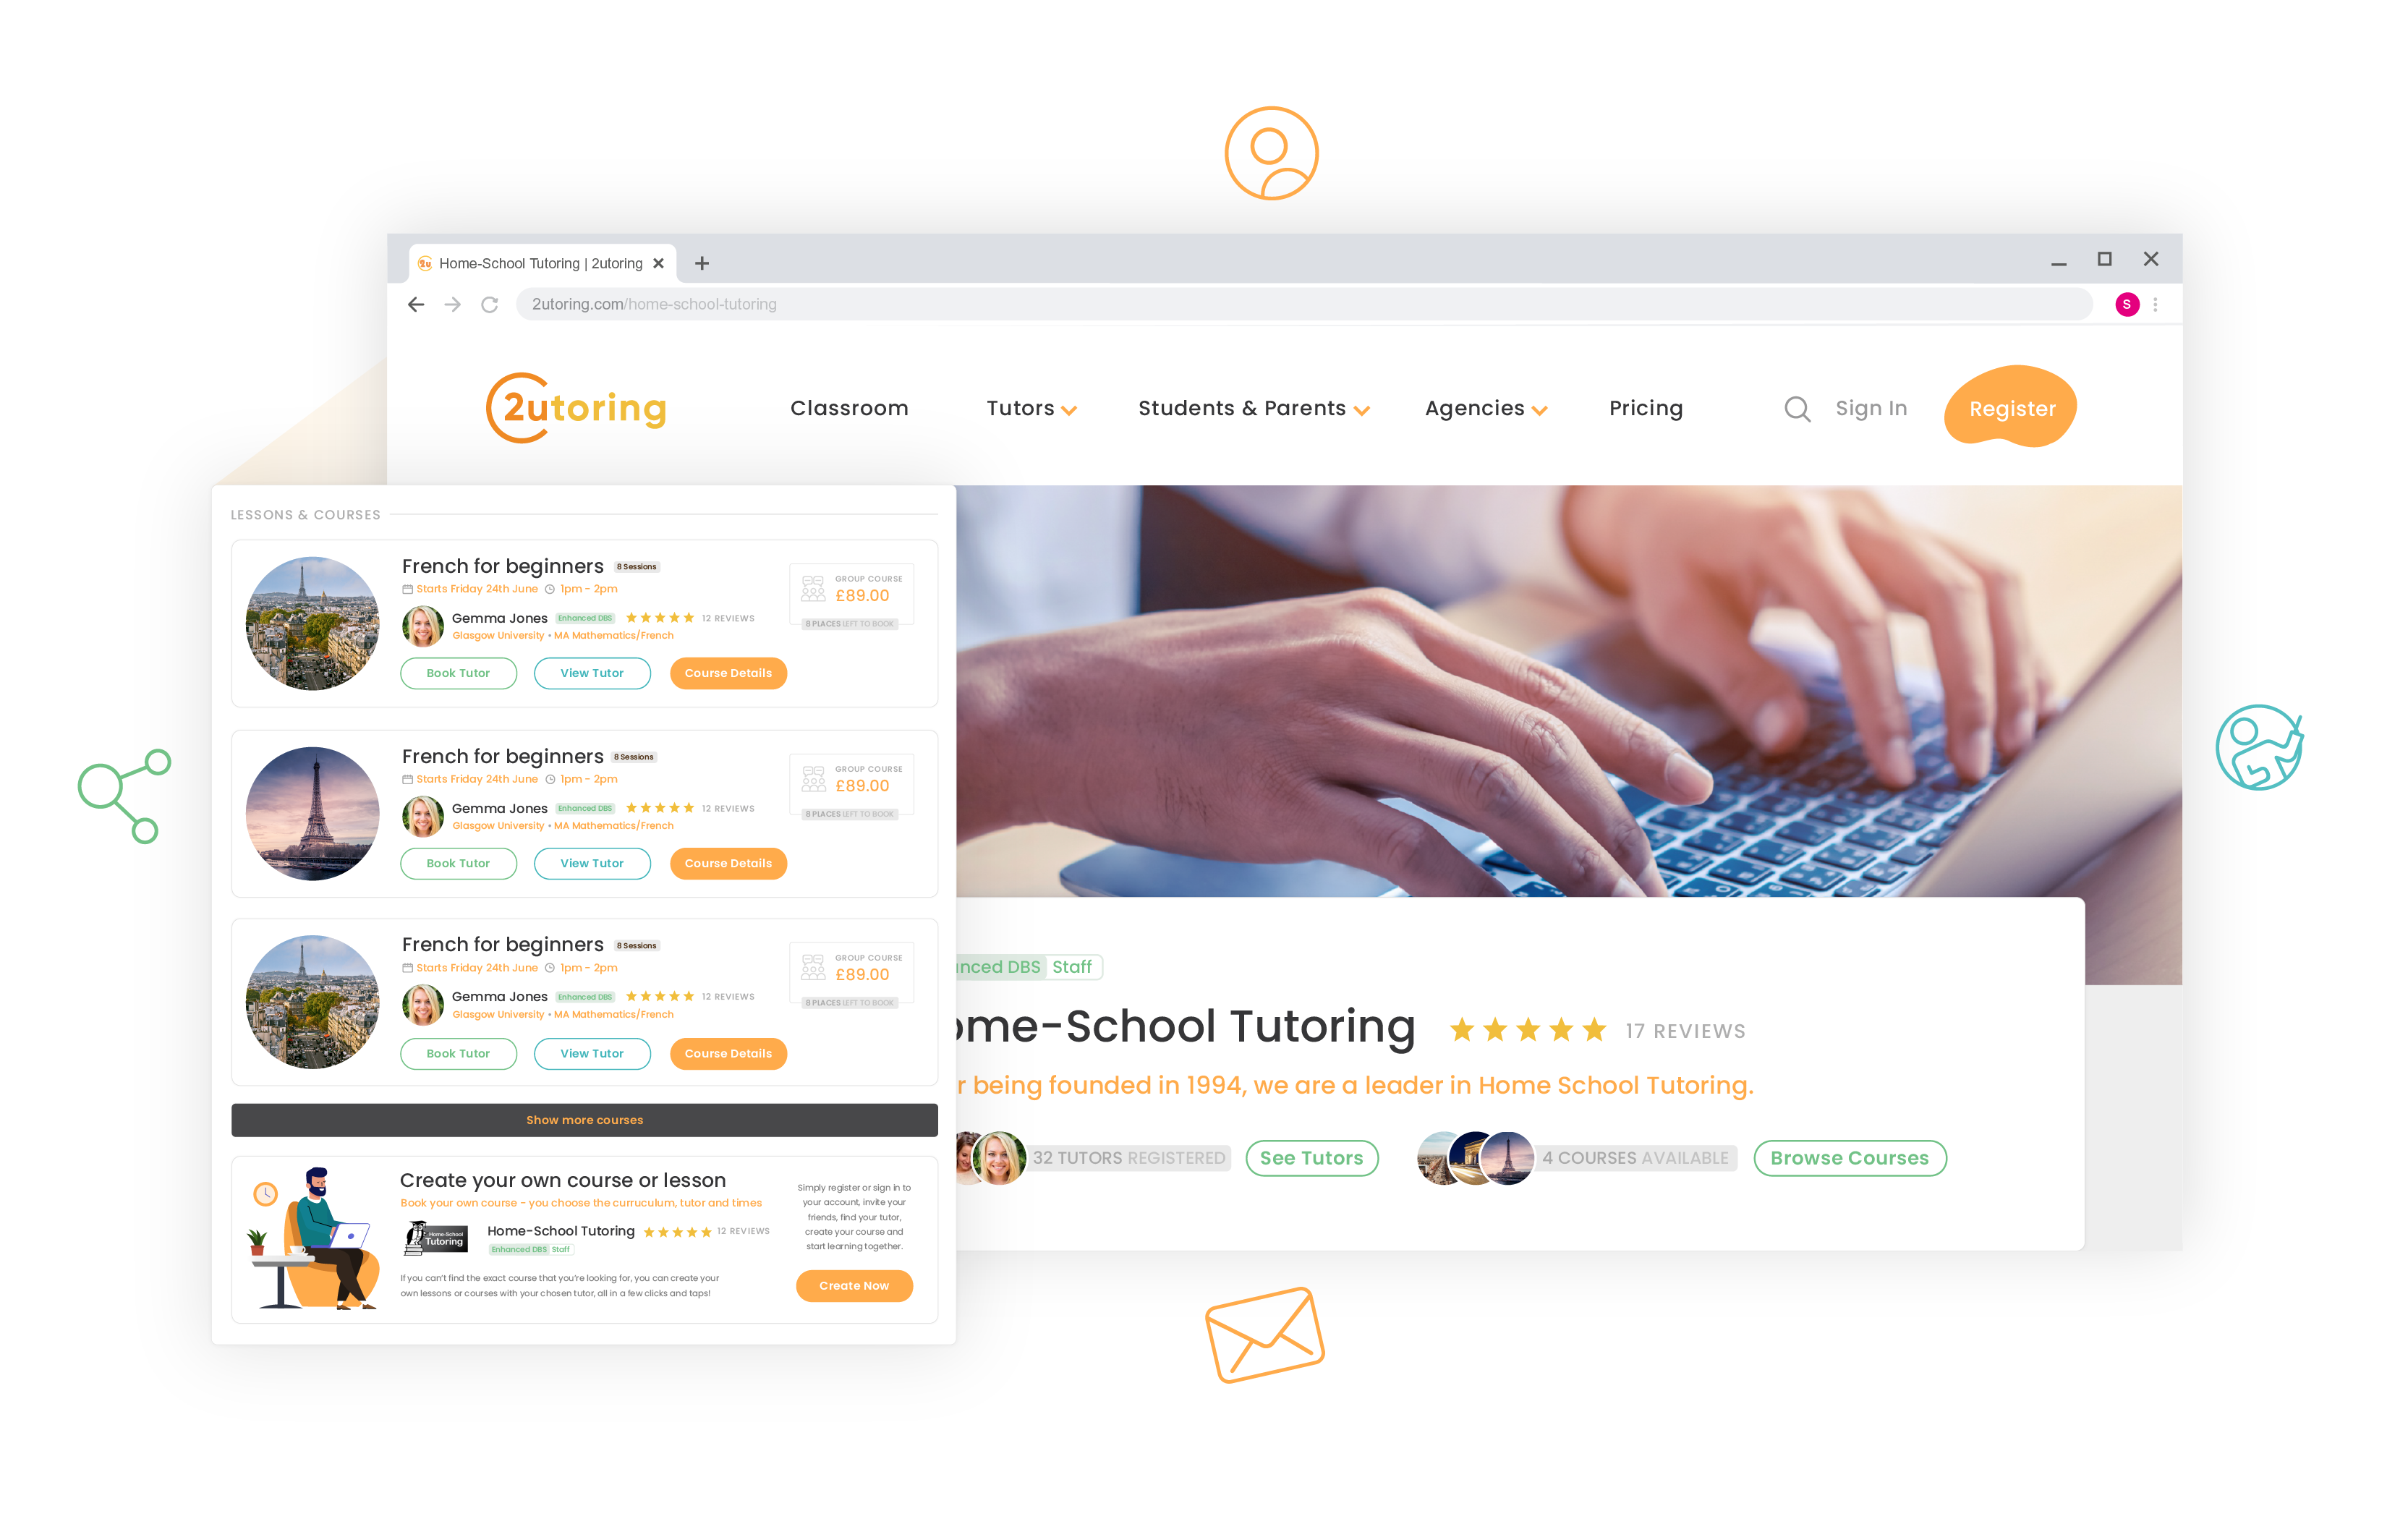 2u Home-School Tutoring | 2utoring
2utoring.com/home-school-tutoring
S
2utoring
Classroom Tutors Students & Parents Agencies Pricing Sign In Register
LESSONS & COURSES
French for beginners 8 Sessions
Starts Friday 24th June 1pm - 2pm
Gemma Jones Enhanced DBS 12 REVIEWS
Glasgow University • MA Mathematics/French
Book Tutor View Tutor Course Details
GROUP COURSE
£89.00
8 PLACES LEFT TO BOOK
French for beginners 8 Sessions
Starts Friday 24th June 1pm - 2pm
Gemma Jones Enhanced DBS 12 REVIEWS
Glasgow University • MA Mathematics/French
Book Tutor View Tutor Course Details
GROUP COURSE
£89.00
8 PLACES LEFT TO BOOK
French for beginners 8 Sessions
Starts Friday 24th June 1pm - 2pm
Gemma Jones Enhanced DBS 12 REVIEWS
Glasgow University • MA Mathematics/French
Book Tutor View Tutor Course Details
GROUP COURSE
£89.00
8 PLACES LEFT TO BOOK
Show more courses
Create your own course or lesson
Book your own course - you choose the curruculum, tutor and times
Home-School
Tutoring
Home-School Tutoring 12 REVIEWS
Enhanced DBS Staff
If you can't find the exact course that you're looking for, you can create your
own lessons or courses with your chosen tutor, all in a few clicks and taps!
Simply register or sign in to
your account, invite your
friends, find your tutor,
create your course and
start learning together.
Create Now
nced DBS Staff
ome-School Tutoring 17 REVIEWS
r being founded in 1994, we are a leader in Home School Tutoring.
32 TUTORS REGISTERED See Tutors 4 COURSES AVAILABLE Browse Courses